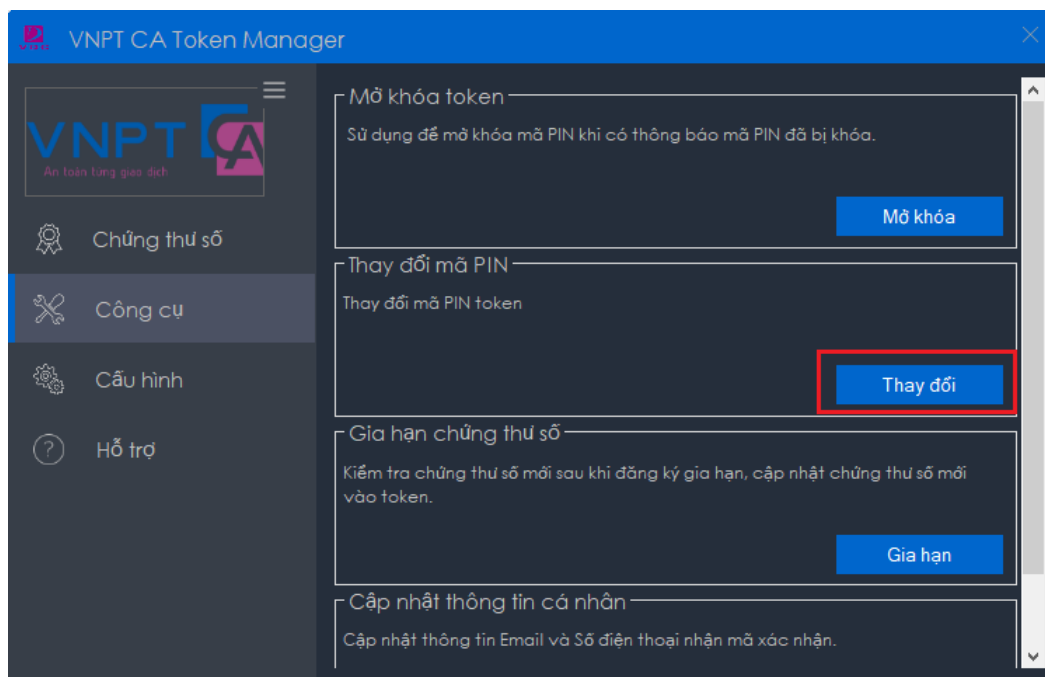 VNPT CA Token Manager
VNPT CA
An toàn từng giao dịch
Chứng thư số
Công cụ
Cấu hình
Hỗ trợ
Mở khóa token
Sử dụng để mở khóa mã PIN khi có thông báo mã PIN đã bị khóa.
Mở khóa
Thay đổi mã PIN
Thay đổi mã PIN token
Thay đổi
Gia hạn chứng thư số
Kiểm tra chứng thư số mới sau khi đăng ký gia hạn, cập nhật chứng thư số mới
vào token.
Gia hạn
Cập nhật thông tin cá nhân
Cập nhật thông tin Email và Số điện thoại nhận mã xác nhận.